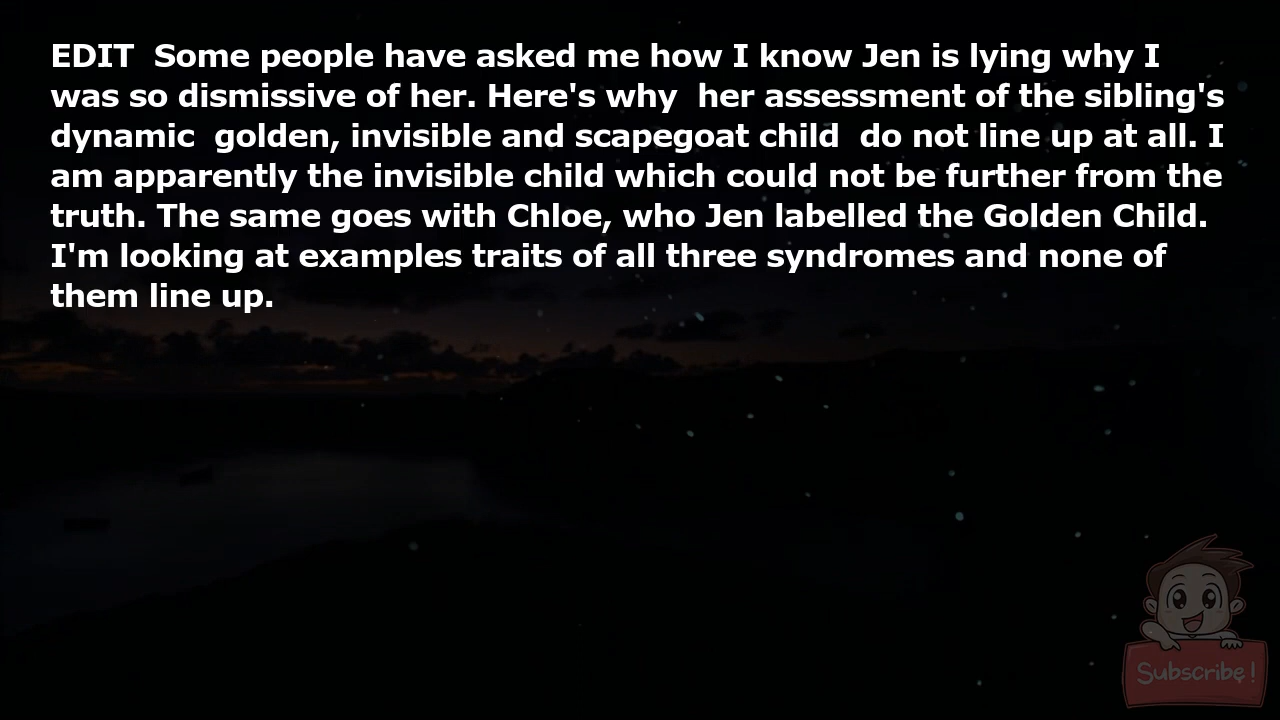 EDIT  Some people have asked me how I know Jen is lying why I
was so dismissive of her. Here's why  her assessment of the sibling's
dynamic  golden, invisible and scapegoat child  do not line up at all. I
am apparently the invisible child which could not be further from the
truth. The same goes with Chloe, who Jen labelled the Golden Child.
I'm looking at examples traits of all three syndromes and none of
them line up.
Subscribe!